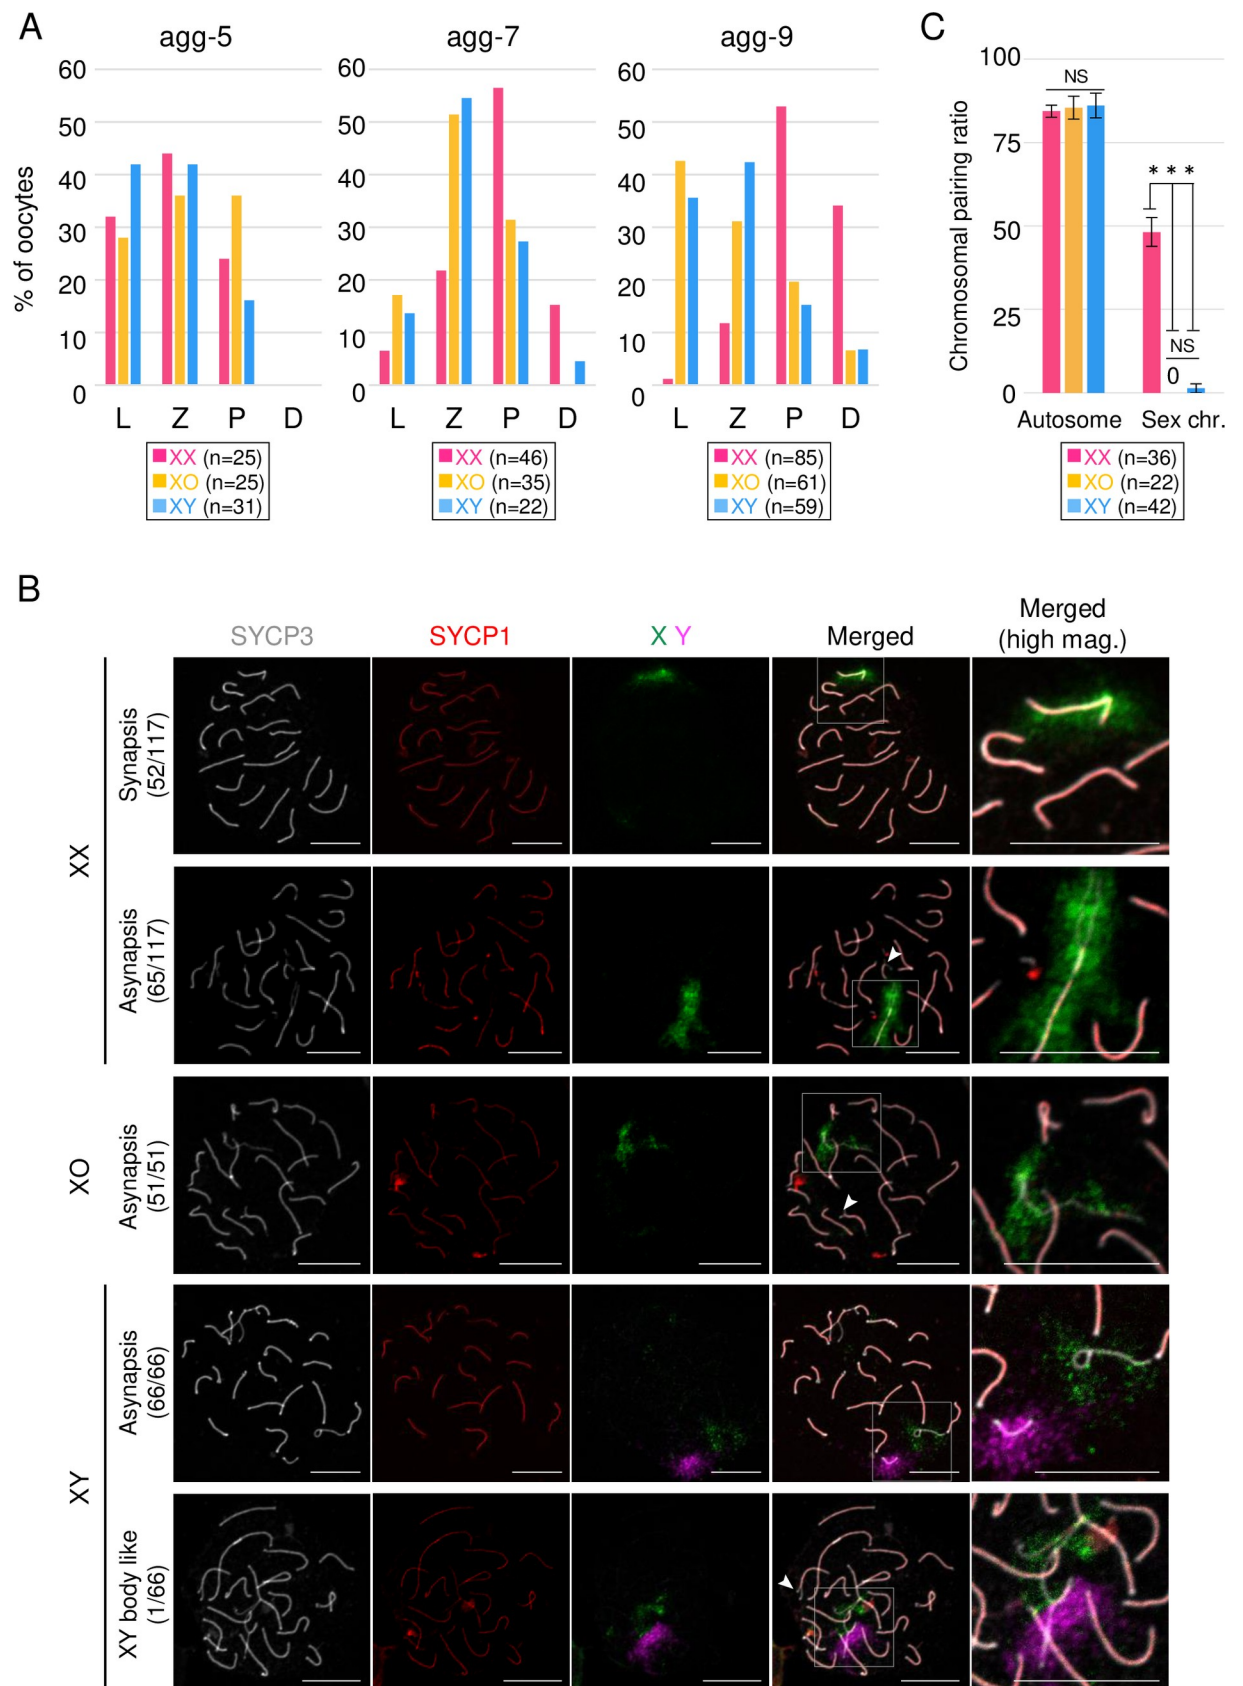 A
agg-5
agg-7
agg-9
% of oocytes
60
50
40
30
20
10
0
L Z P D
60
50
40
30
20
10
0
L Z P D
60
50
40
30
20
10
0
L Z P D
XX (n=25)
XO (n=25)
XY (n=31)
XX (n=46)
XO (n=35)
XY (n=22)
XX (n=85)
XO (n=61)
XY (n=59)
C
Chromosomal pairing ratio
100
75
50
25
0
NS
* * *
NS
0
Autosome Sex chr.
XX (n=36)
XO (n=22)
XY (n=42)
B
SYCP3
SYCP1
X Y
Merged
Merged
(high mag.)
XX
Synapsis
(52/117)
Asynapsis
(65/117)
XO
Asynapsis
(51/51)
XY
Asynapsis
(66/66)
XY body like
(1/66)